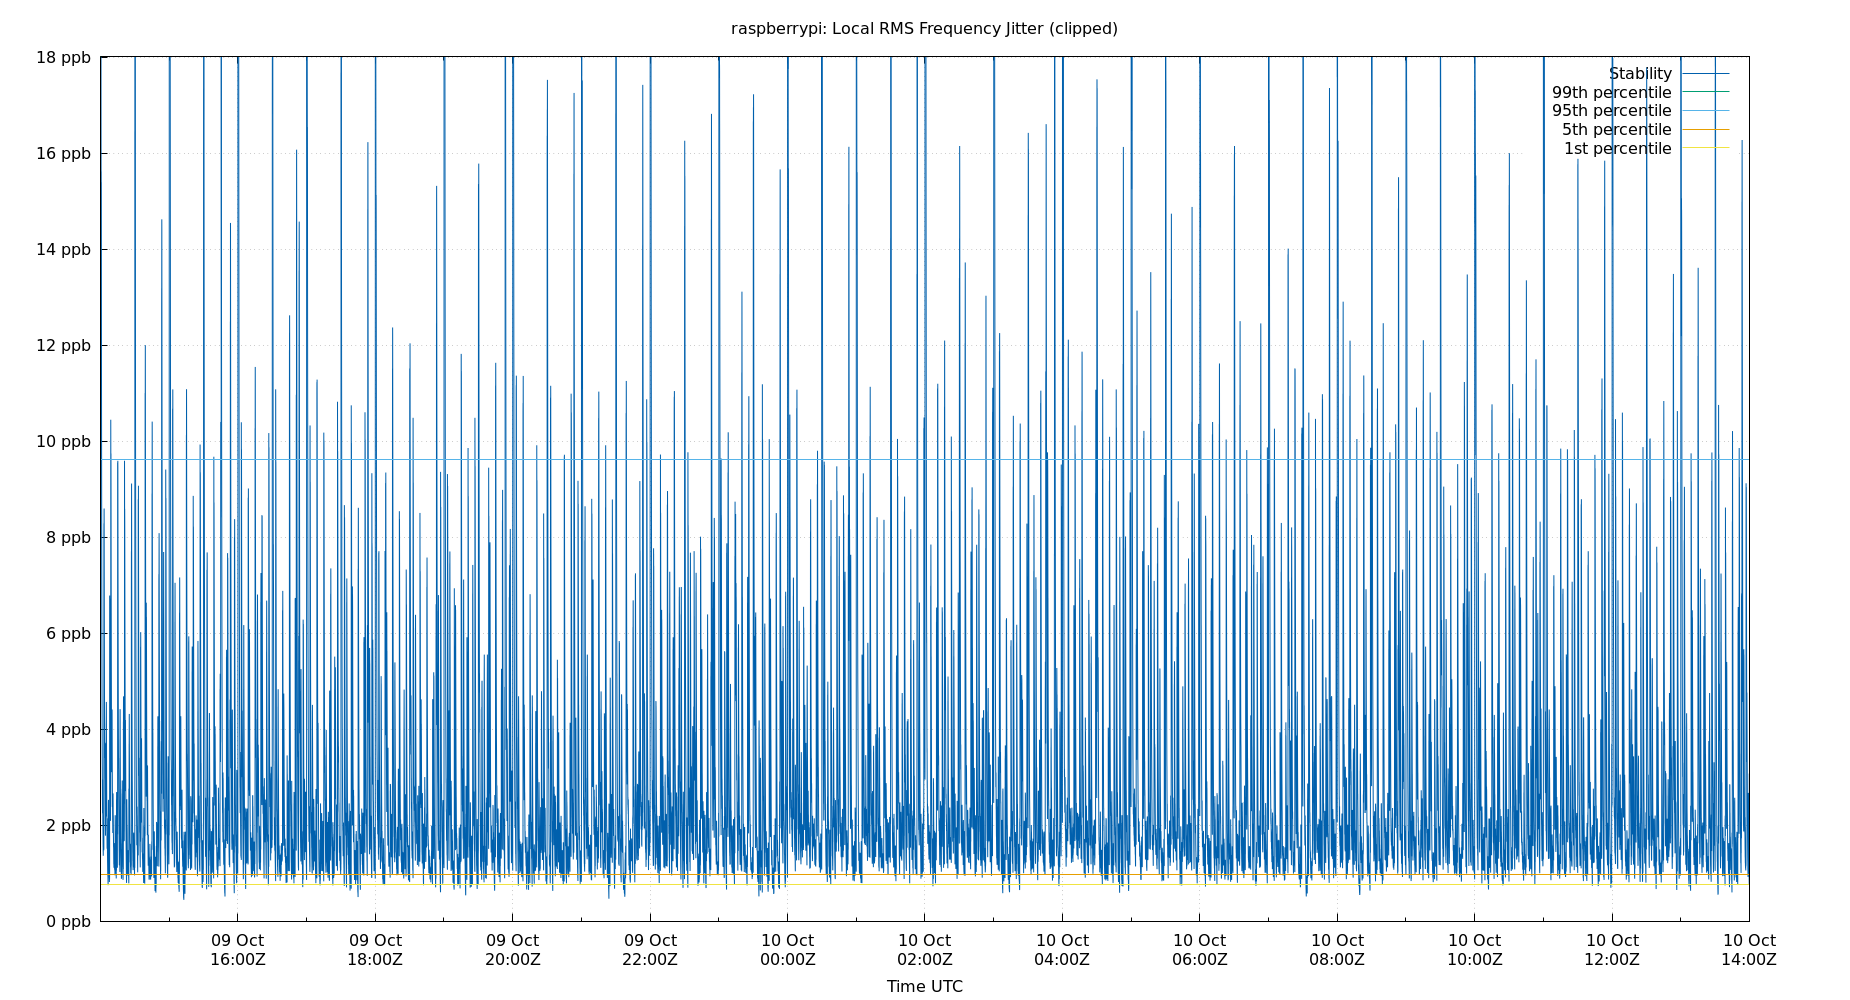 raspberrypi: Local RMS Frequency Jitter (clipped)
18 ppb
16 ppb
14 ppb
12 ppb
10 ppb
8 ppb
6 ppb
4 ppb
2 ppb
0 ppb
Stability
99th percentile
95th percentile
5th percentile
1st percentile
09 Oct 09 Oct 09 Oct 09 Oct 10 Oct 10 Oct 10 Oct 10 Oct 10 Oct 10 Oct 10 Oct 10 Oct
16:00Z 18:00Z 20:00Z 22:00Z 00:00Z 02:00Z 04:00Z 06:00Z 08:00Z 10:00Z 12:00Z 14:00Z
Time UTC